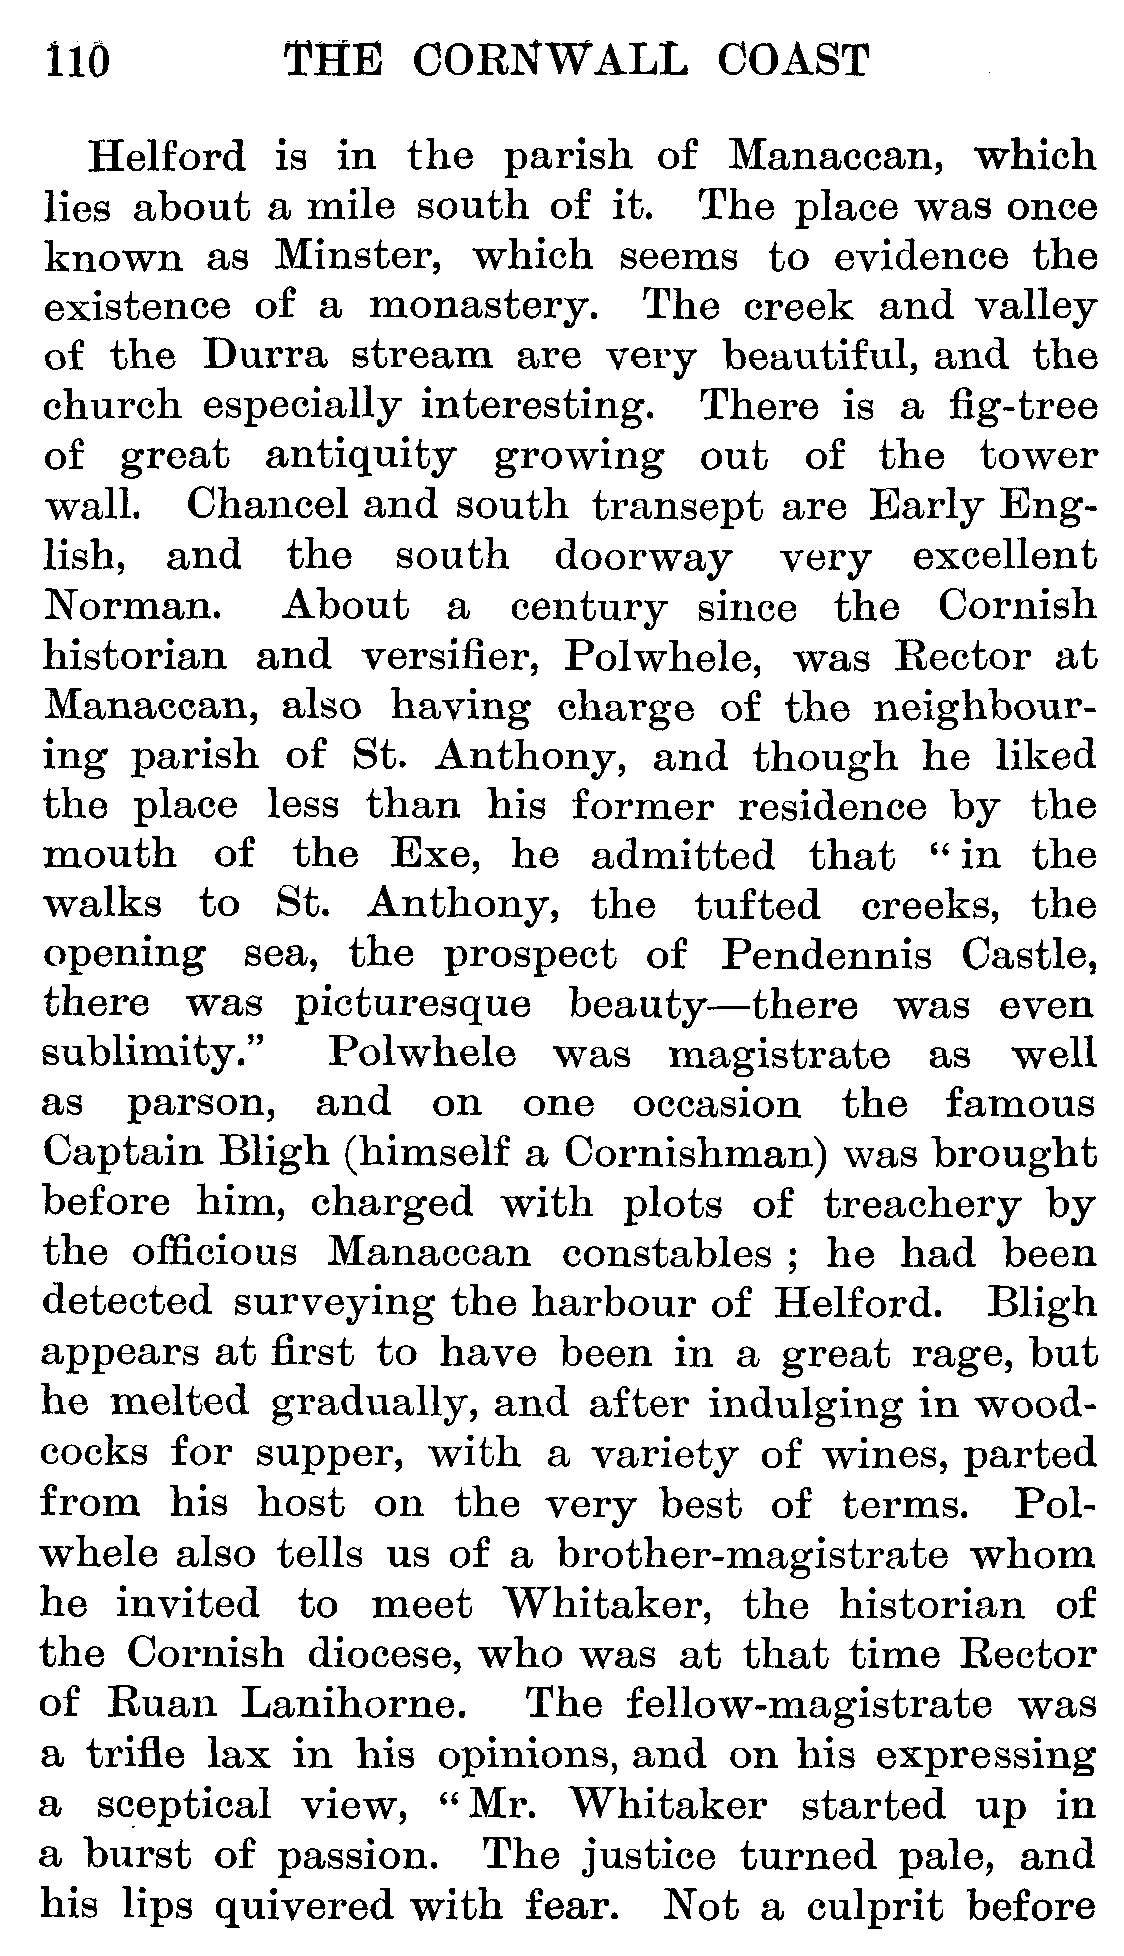 110 THE CORNWALL COAST
Helford is in the parish of Manaccan, which
lies about a mile south of it. The place was once
known as Minster, which seems to evidence the
existence of a monastery. The creek and valley
of the Durra stream are very beautiful, and the
church especially interesting. There is a fig-tree
of great antiquity growing out of the tower
wall. Chancel and south transept are Early Eng-
lish, and the south doorway very excellent
Norman. About a century since the Cornish
historian and versifier, Polwhele, was Rector at
Manaccan, also having charge of the neighbour-
ing parish of St. Anthony, and though he liked
the place less than his former residence by the
mouth of the Exe, he admitted that “in the
walks to St. Anthony, the tufted creeks, the
opening sea, the prospect of Pendennis Castle,
there was picturesque beauty—there was even
sublimity.” Polwhele was magistrate as well
as parson, and on one occasion the famous
Captain Bligh (himself a Cornishman) was brought
before him, charged with plots of treachery by
the officious Manaccan constables ; he had been
detected surveying the harbour of Helford. Bligh
appears at first to have been in a great rage, but
he melted gradually, and after indulging in wood-
cocks for supper, with a variety of wines, parted
from his host on the very best of terms. Pol-
whele also tells us of a brother-magistrate whom
he invited to meet Whitaker, the historian of
the Cornish diocese, who was at that time Rector
of Ruan Lanihorne. The fellow-magistrate was
a trifle lax in his opinions, and on his expressing
a sceptical view, “Mr. Whitaker started up in
a burst of passion. The justice turned pale, and
his lips quivered with fear. Not a culprit before